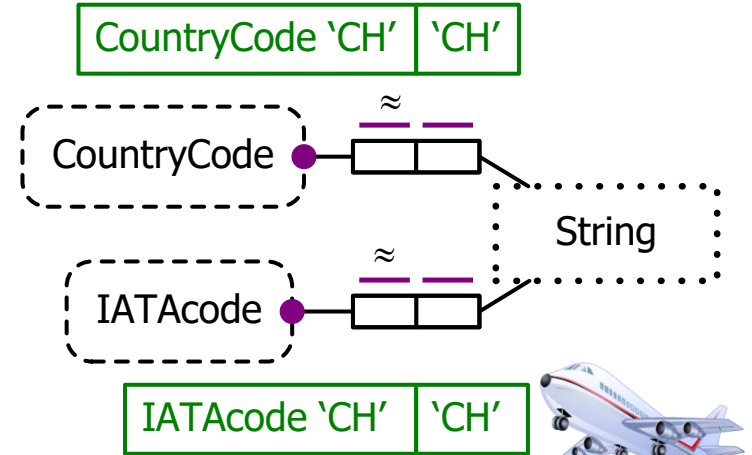 CountryCode ‘CH’ ‘CH’
≈
CountryCode
String
≈
IATAcode
IATAcode ‘CH’ ‘CH’